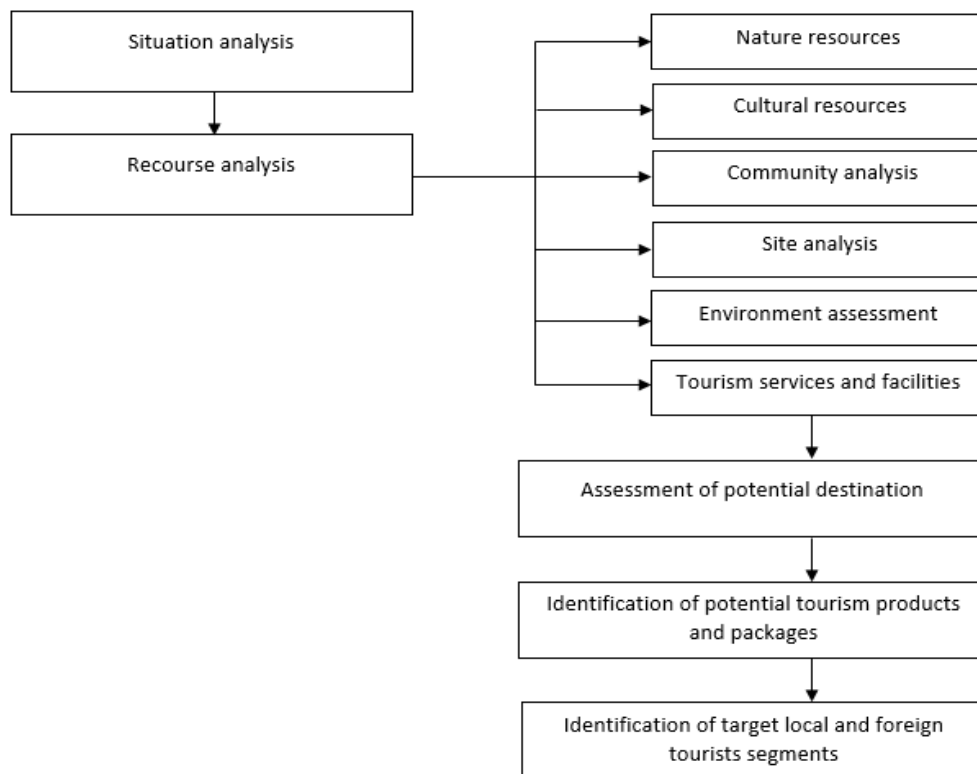 Situation analysis
Recourse analysis
Nature resources
Cultural resources
Community analysis
Site analysis
Environment assessment
Tourism services and facilities
Assessment of potential destination
Identification of potential tourism products
and packages
Identification of target local and foreign
tourists segments